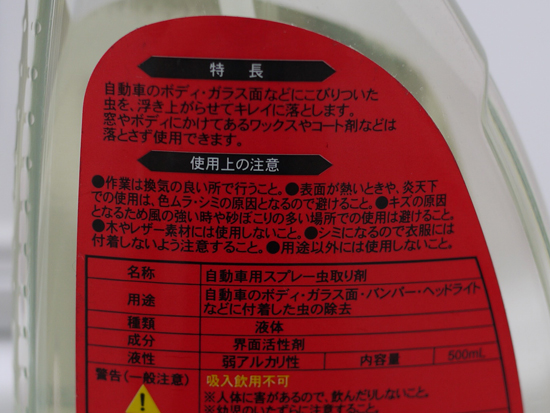 特 長
自動車のボディ・ガラス面などにこびりついた
虫を、浮き上がらせてキレイに落とします。
窓やボディにかけてあるワックスやコート剤などは
落とさず使用できます。
使用上の注意
●作業は換気の良い所で行うこと。●表面が熱いときや、炎天下
での使用は、色ムラ・シミの原因となるので避けること。●キズの原因
となるため風の強い時や砂ぼこりの多い場所での使用は避けること。
●木やレザー素材には使用しないこと。●シミになるので衣服には
付着しないよう注意すること。●用途以外には使用しないこと。
名称 自動車用スプレー虫取り剤
用途 自動車のボディ・ガラス面・バンパー・ヘッドライト
などに付着した虫の除去
種類 液体
成分 界面活性剤
液性 弱アルカリ性 内容量 500mL
警告(一般注意) 吸入飲用不可
※人体に害があるので、飲んだりしないこと。
※幼児のいたずらに注意すること。